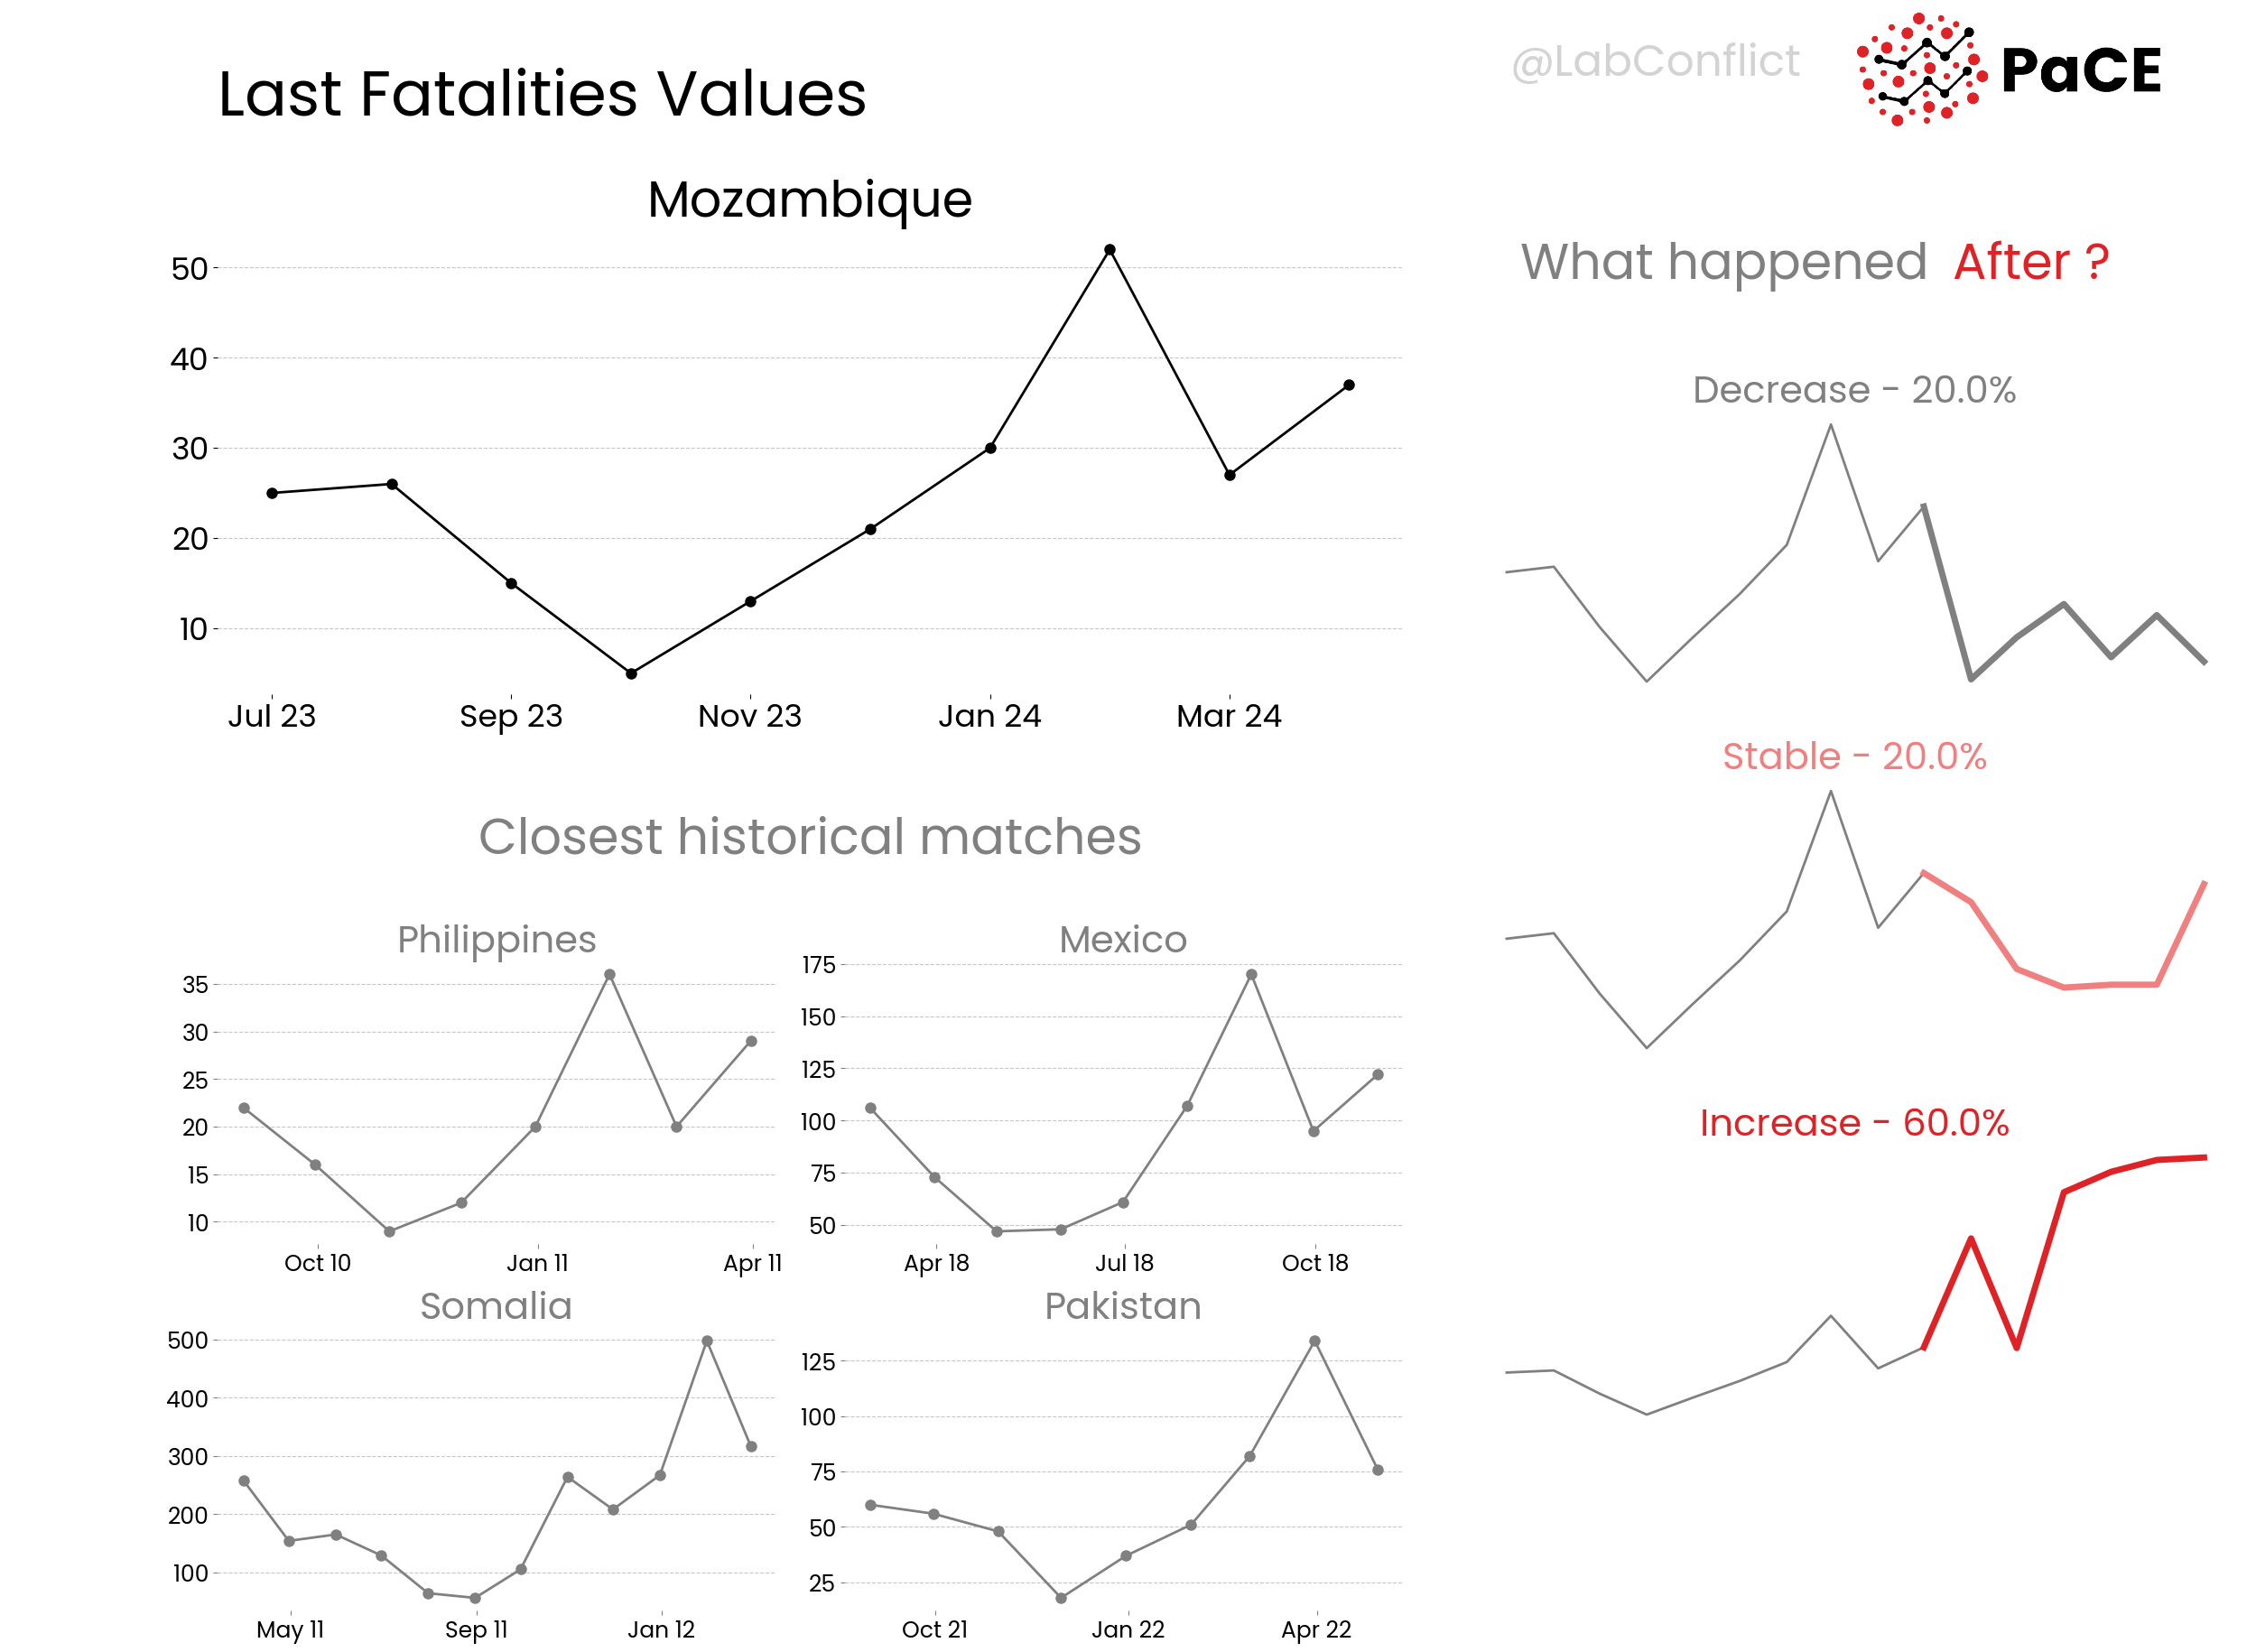 @LabConflict
PaCE
Last Fatalities Values
Mozambique
50
40
30
20
10
Jul 23 Sep 23 Nov 23 Jan 24 Mar 24
What happened After ?
Decrease - 20.0%
Stable - 20.0%
Increase - 60.0%
Closest historical matches
Philippines
35
30
25
20
15
10
Oct 10 Jan 11 Apr 11
Mexico
175
150
125
100
75
50
Apr 18 Jul 18 Oct 18
Somalia
500
400
300
200
100
May 11 Sep 11 Jan 12
Pakistan
125
100
75
50
25
Oct 21 Jan 22 Apr 22